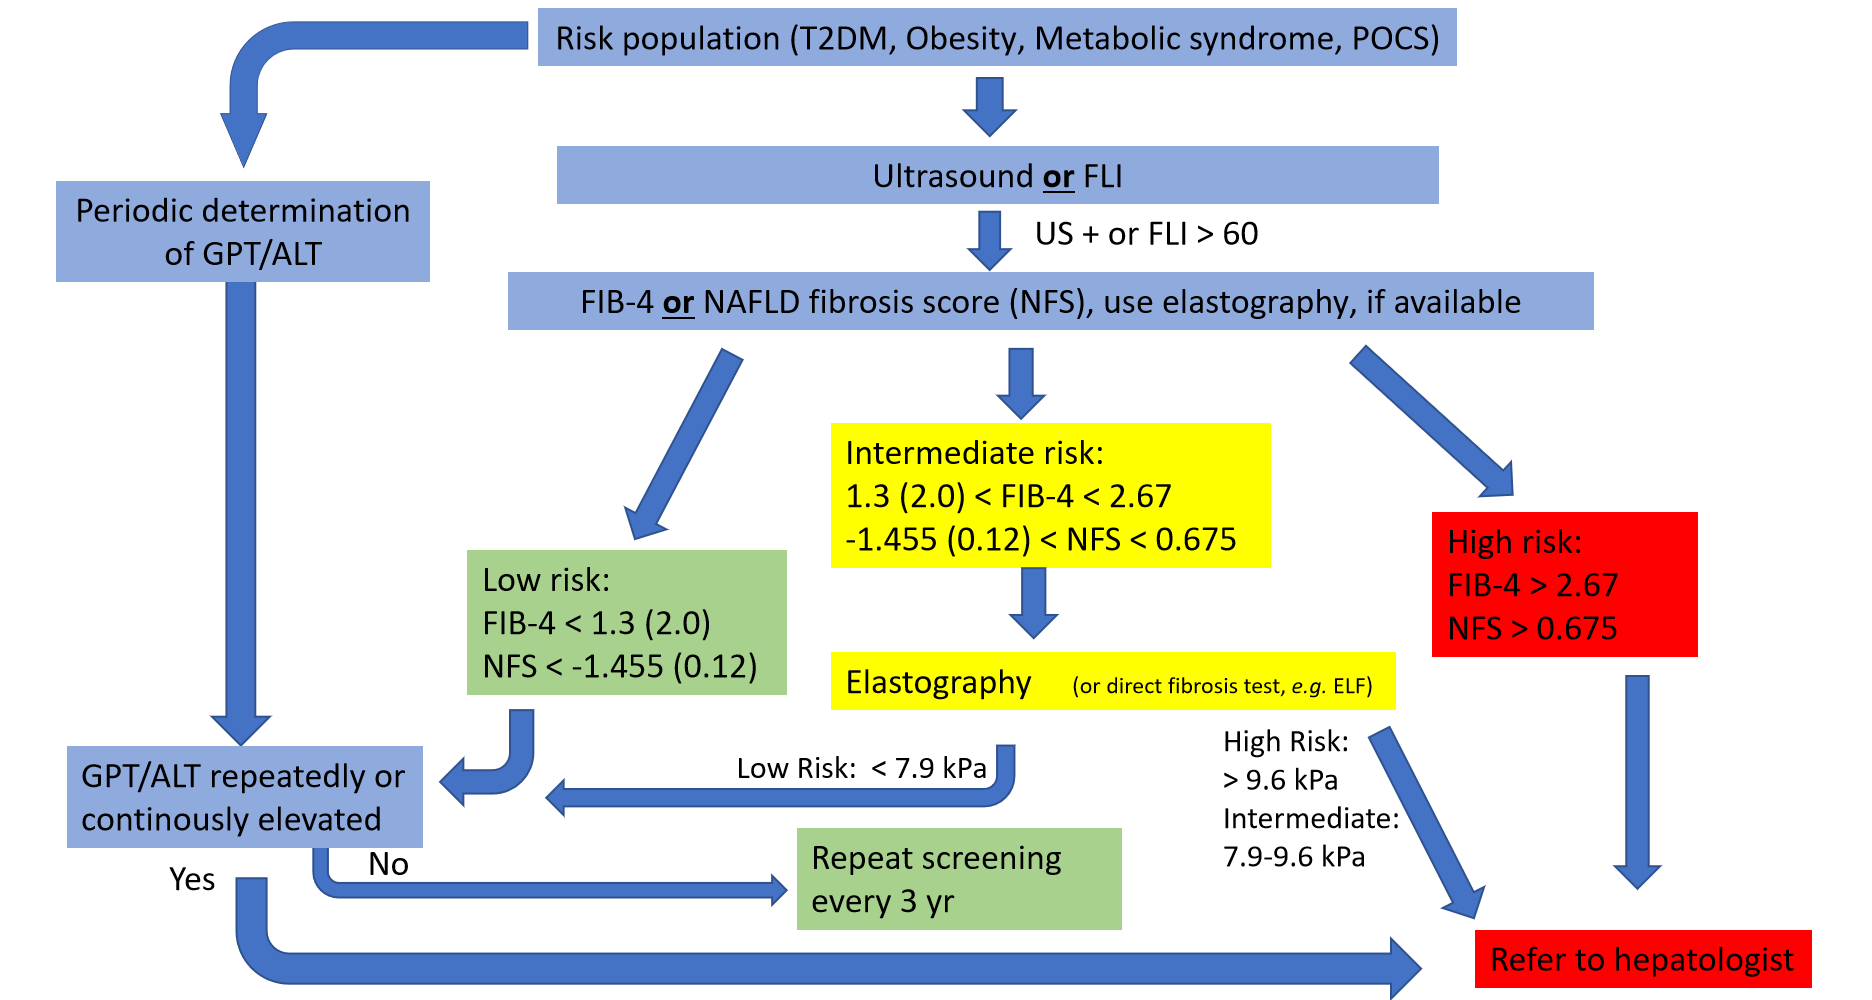 Risk population (T2DM, Obesity, Metabolic syndrome, POCS)
Ultrasound or FLI
Periodic determination
of GPT/ALT
US + or FLI > 60
FIB-4 or NAFLD fibrosis score (NFS), use elastography, if available
Intermediate risk:
1.3 (2.0) < FIB-4 < 2.67
-1.455 (0.12) < NFS < 0.675
High risk:
FIB-4 > 2.67
NFS > 0.675
Low risk:
FIB-4 < 1.3 (2.0)
NFS < -1.455 (0.12)
Elastography (or direct fibrosis test, e.g. ELF)
High Risk:
> 9.6 kPa
Intermediate:
7.9-9.6 kPa
Low Risk: < 7.9 kPa
GPT/ALT repeatedly or
continously elevated
Yes
No
Repeat screening
every 3 yr
Refer to hepatologist